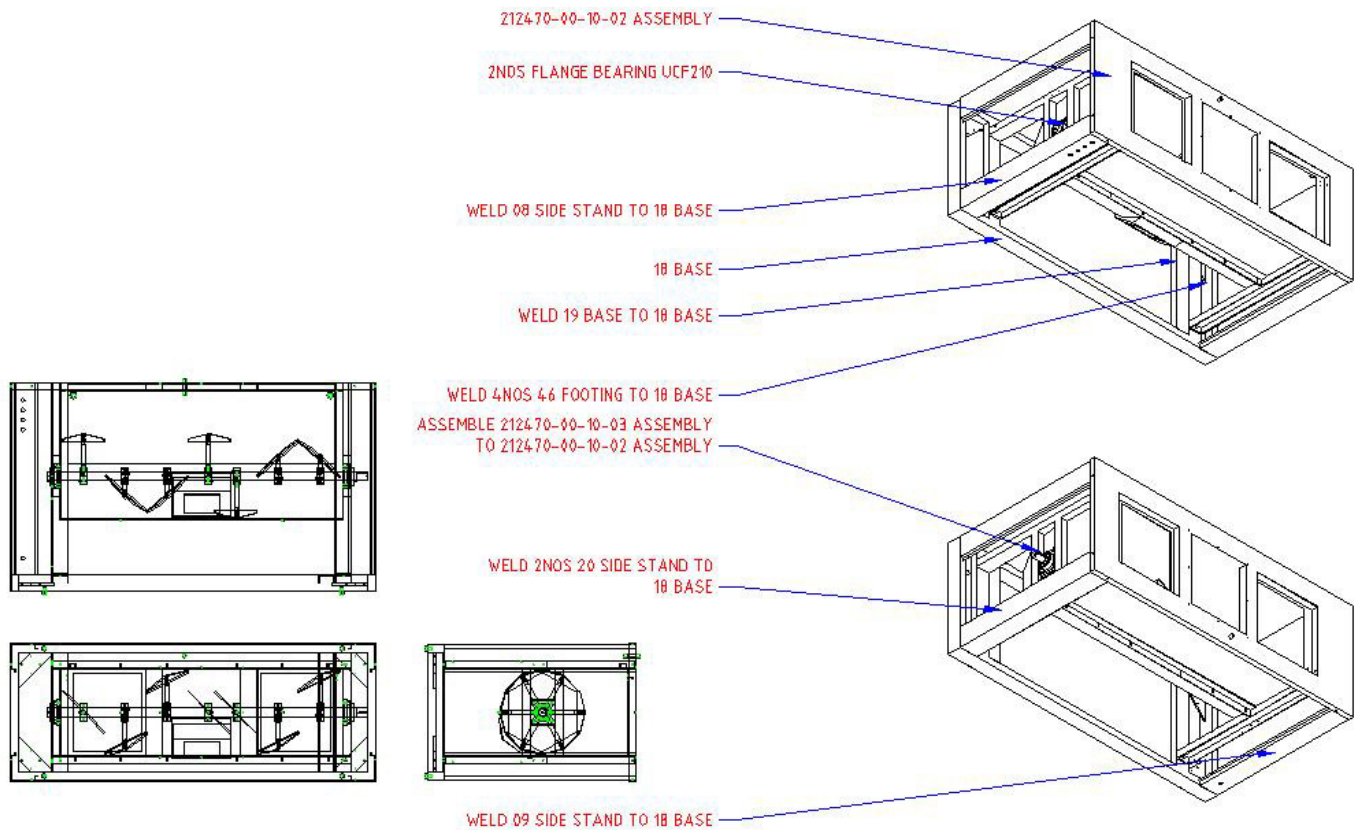 212470-00-10-02 ASSEMBLY
2NOS FLANGE BEARING UCF210
WELD 08 SIDE STAND TO 18 BASE
18 BASE
WELD 19 BASE TO 18 BASE
WELD 4NOS 46 FOOTING TO 18 BASE
ASSEMBLE 212470-00-10-03 ASSEMBLY
TO 212470-00-10-02 ASSEMBLY
WELD 2NOS 20 SIDE STAND TO
18 BASE
WELD 09 SIDE STAND TO 18 BASE